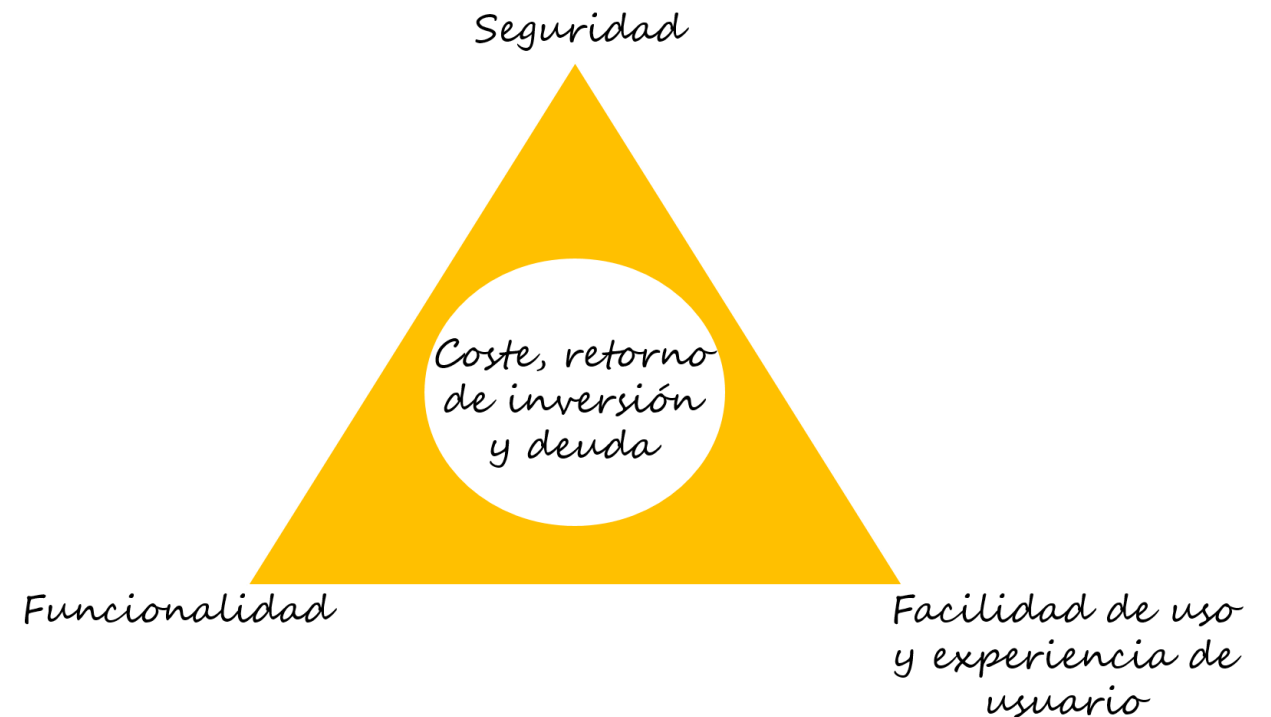 Seguridad
Coste, retorno
de inversión
y deuda
Funcionalidad
Facilidad de uso
y experiencia de
usuario